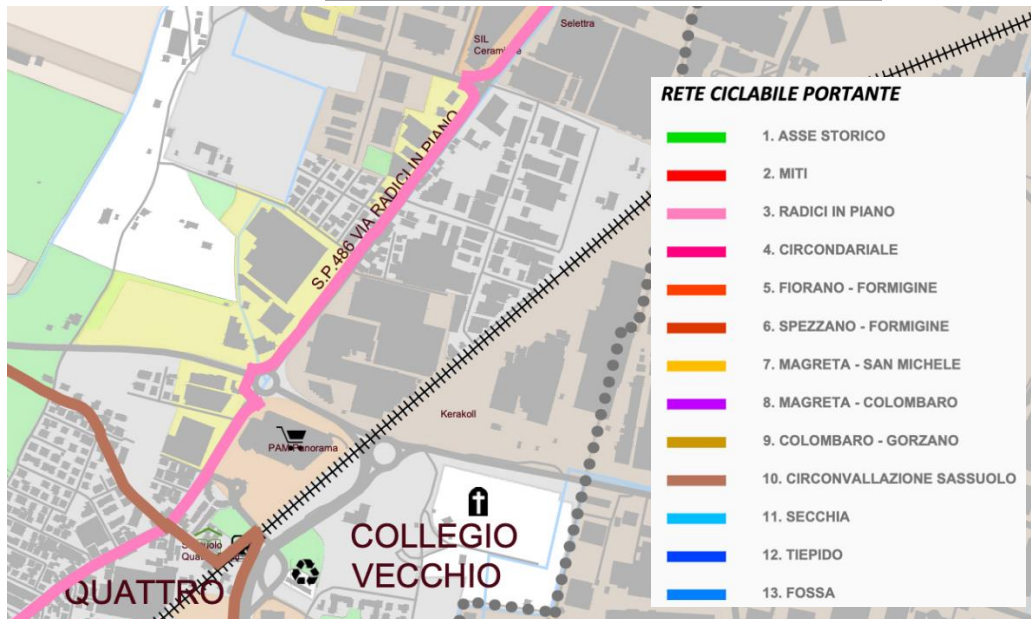 Selettra
SIL
S.P.486 VIA RADICI IN PIANO
Kerakoll
PAM Panorama
COLLEGIO
VECCHIO
QUATTRO
RETE CICLABILE PORTANTE
1. ASSE STORICO
2. MITI
3. RADICI IN PIANO
4. CIRCONDARIALE
5. FIORANO - FORMIGINE
6. SPEZZANO - FORMIGINE
7. MAGRETA - SAN MICHELE
8. MAGRETA - COLOMBARO
9. COLOMBARO - GORZANO
10. CIRCONVALLAZIONE SASSUOLO
11. SECCHIA
12. TIEPIDO
13. FOSSA